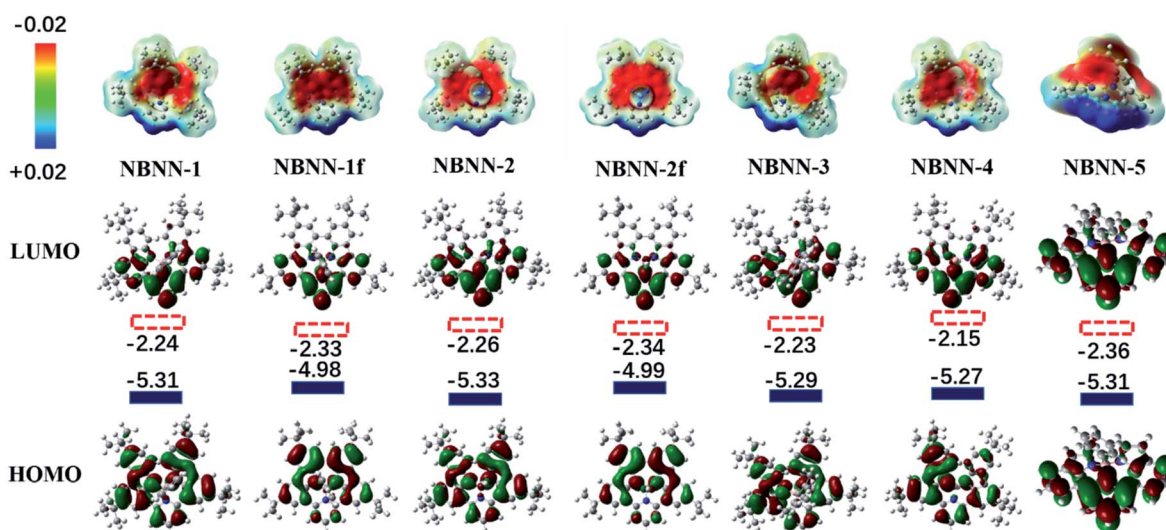 -0.02
+0.02
NBNN-1 NBNN-1f NBNN-2 NBNN-2f NBNN-3 NBNN-4 NBNN-5
LUMO
-2.24 -2.33 -2.26 -2.34 -2.23 -2.15 -2.36
-5.31 -4.98 -5.33 -4.99 -5.29 -5.27 -5.31
HOMO